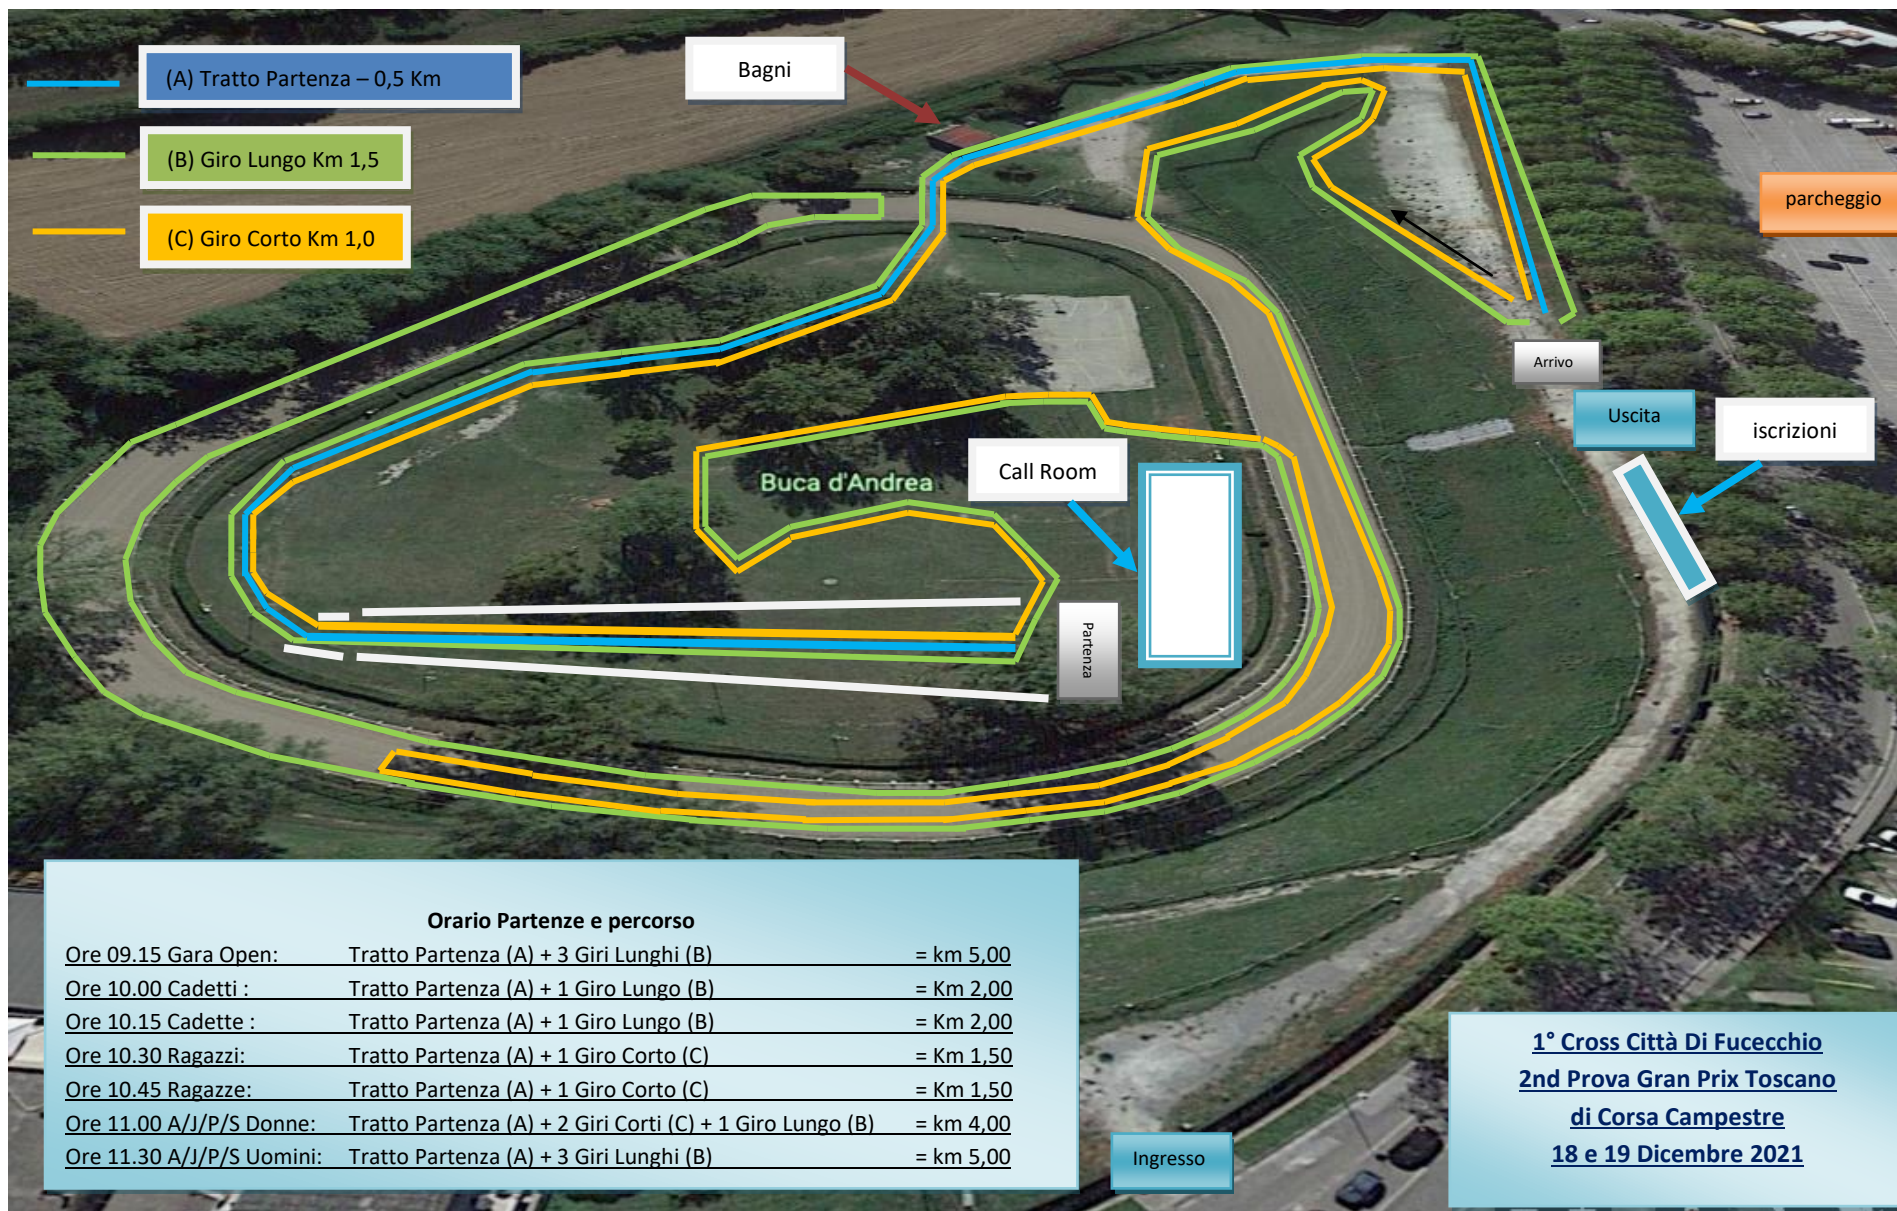 (A) Tratto Partenza – 0,5 Km
Bagni
(B) Giro Lungo Km 1,5
(C) Giro Corto Km 1,0
parcheggio
Arrivo
Uscita
iscrizioni
Call Room
Buca d'Andrea
Partenza
Orario Partenze e percorso
Ore 09.15 Gara Open: Tratto Partenza (A) + 3 Giri Lunghi (B) = km 5,00
Ore 10.00 Cadetti : Tratto Partenza (A) + 1 Giro Lungo (B) = Km 2,00
Ore 10.15 Cadette : Tratto Partenza (A) + 1 Giro Lungo (B) = Km 2,00
Ore 10.30 Ragazzi: Tratto Partenza (A) + 1 Giro Corto (C) = Km 1,50
Ore 10.45 Ragazze: Tratto Partenza (A) + 1 Giro Corto (C) = Km 1,50
Ore 11.00 A/J/P/S Donne: Tratto Partenza (A) + 2 Giri Corti (C) + 1 Giro Lungo (B) = km 4,00
Ore 11.30 A/J/P/S Uomini: Tratto Partenza (A) + 3 Giri Lunghi (B) = km 5,00
Ingresso
1° Cross Città Di Fucecchio
2nd Prova Gran Prix Toscano
di Corsa Campestre
18 e 19 Dicembre 2021